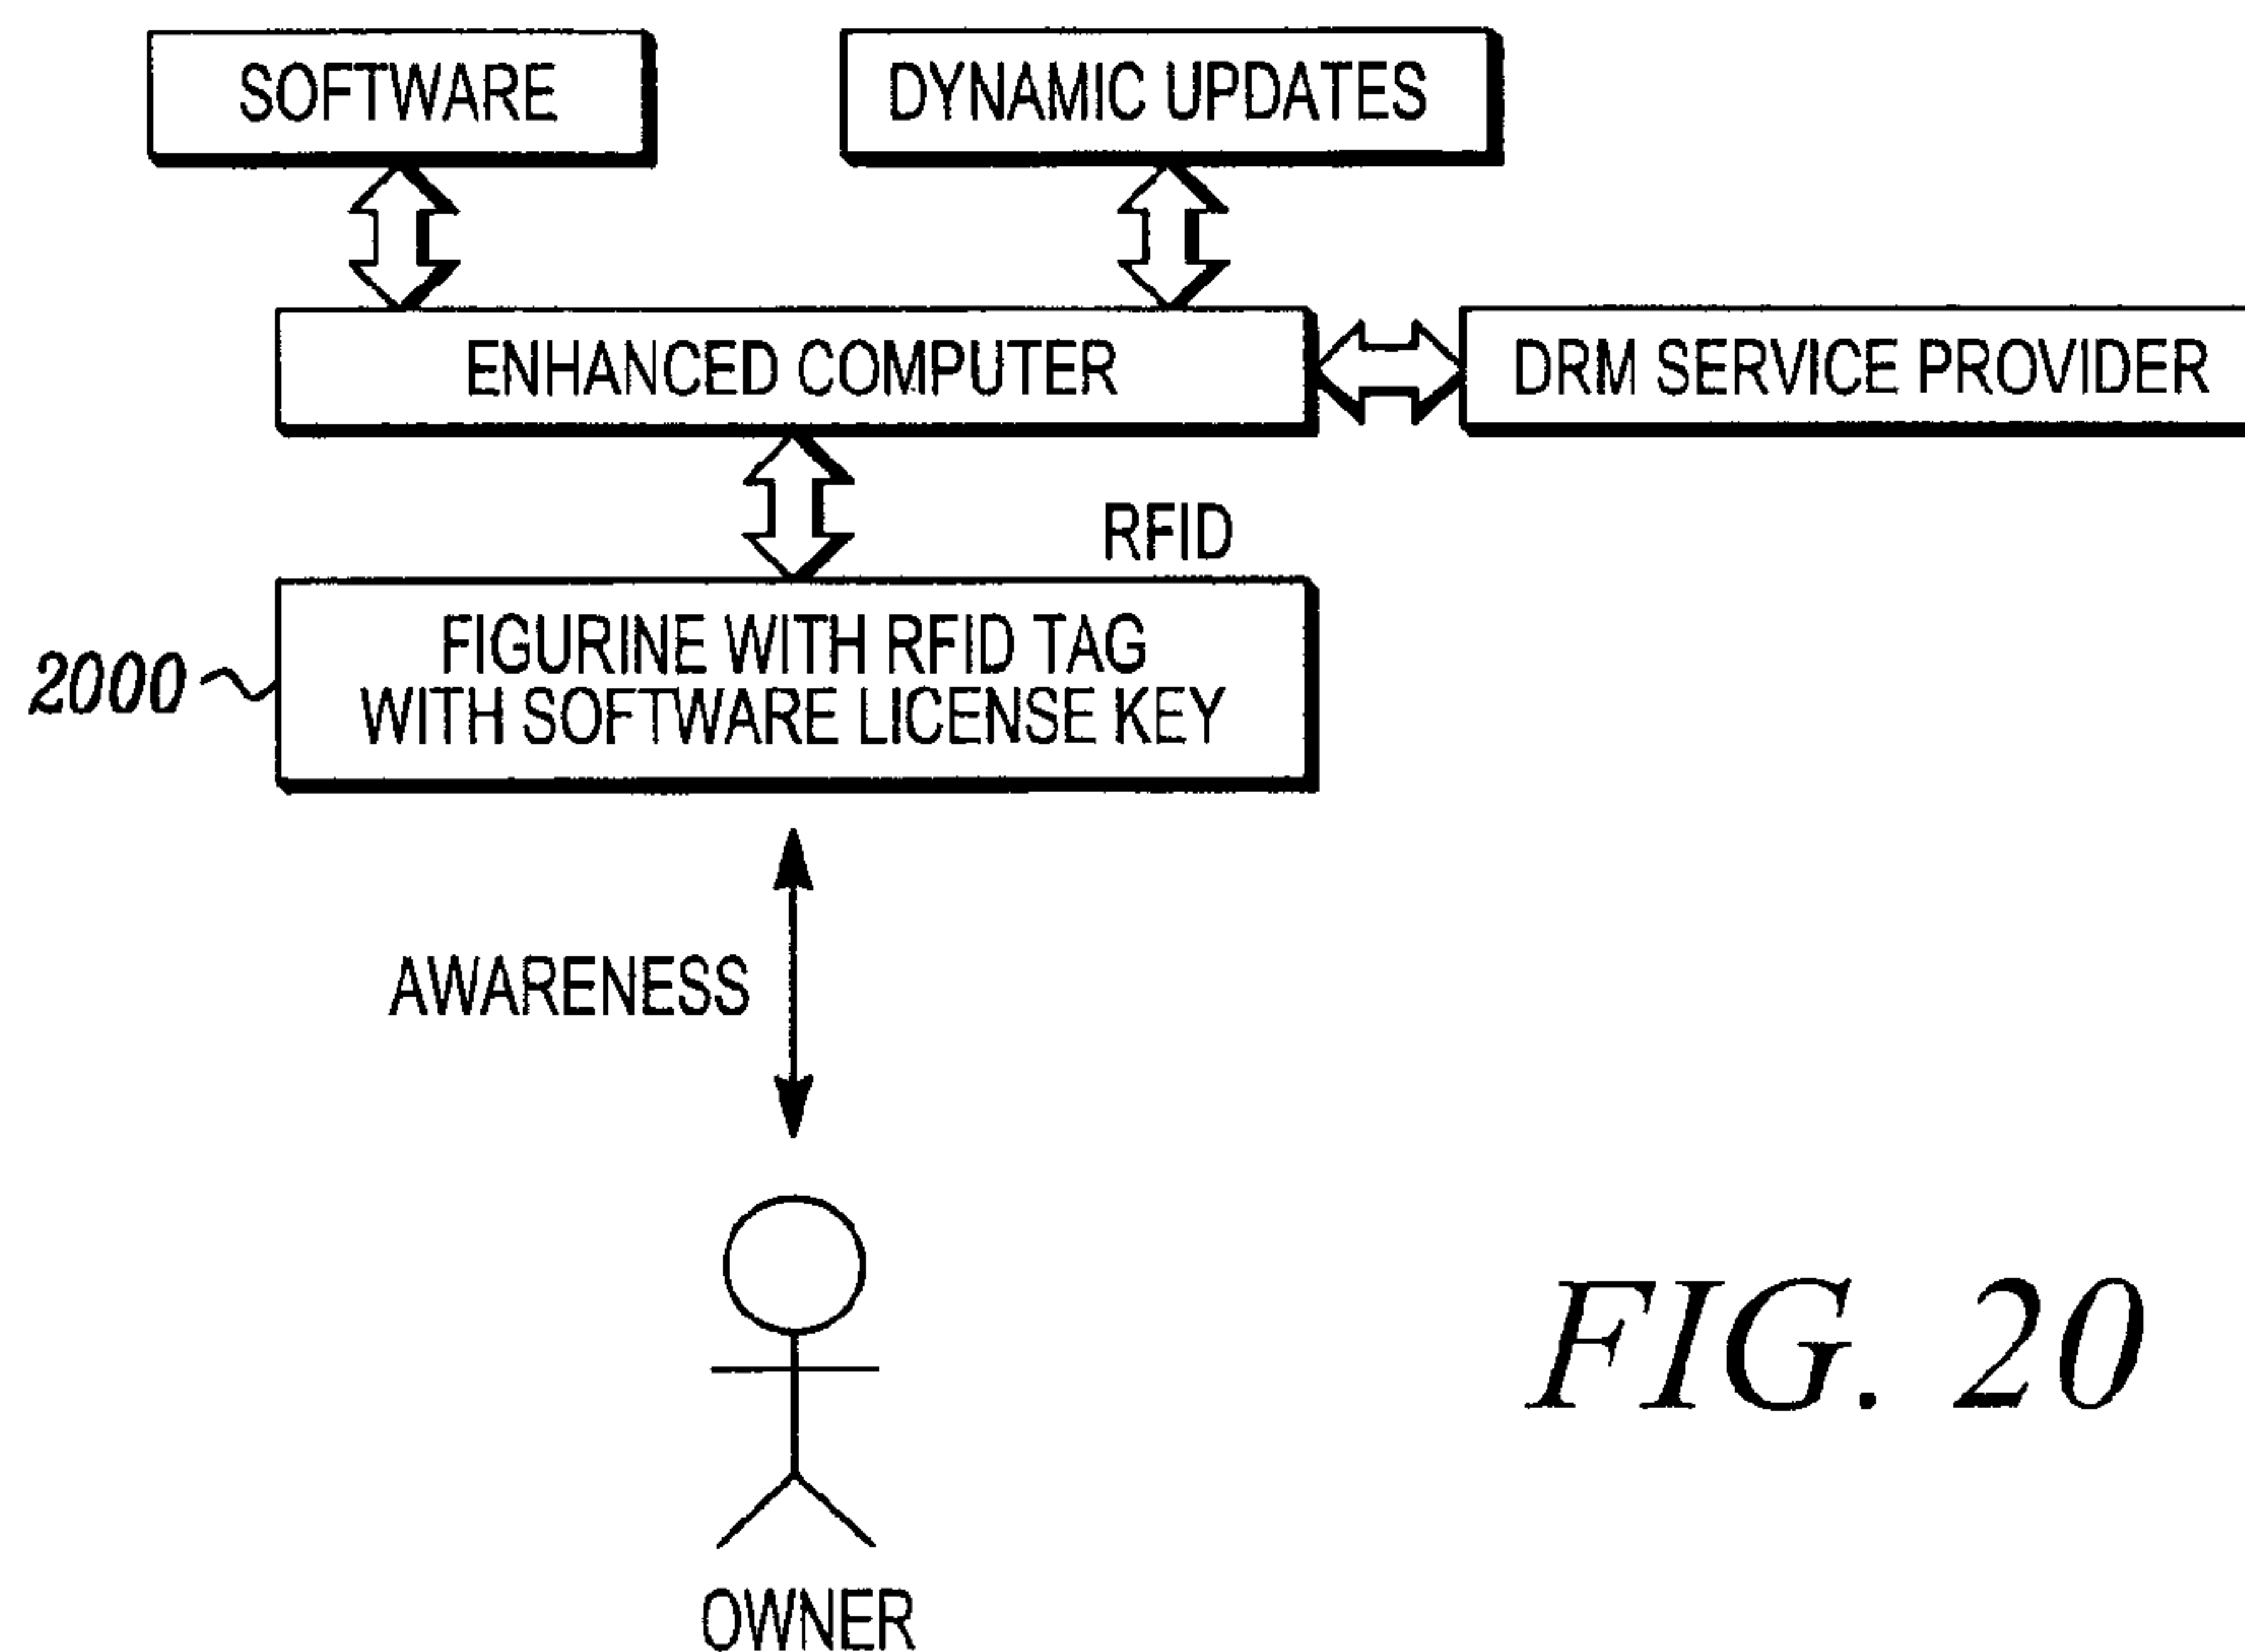 SOFTWARE
DYNAMIC UPDATES
ENHANCED COMPUTER
DRM SERVICE PROVIDER
RFID
2000
FIGURINE WITH RFID TAG
WITH SOFTWARE LICENSE KEY
AWARENESS
OWNER
FIG. 20